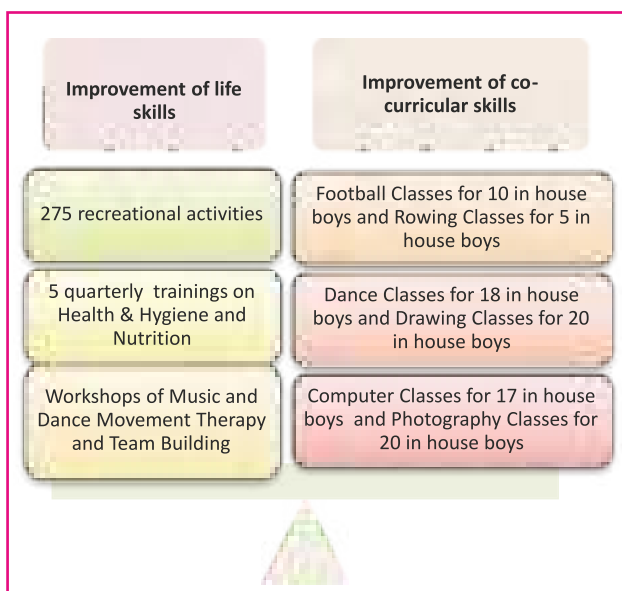 Improvement of life
skills
275 recreational activities
5 quarterly trainings on
Health & Hygiene and
Nutrition
Workshops of Music and
Dance Movement Therapy
and Team Building
Improvement of co-
curricular skills
Football Classes for 10 in house
boys and Rowing Classes for 5 in
house boys
Dance Classes for 18 in house
boys and Drawing Classes for 20
in house boys
Computer Classes for 17 in house
boys and Photography Classes for
20 in house boys